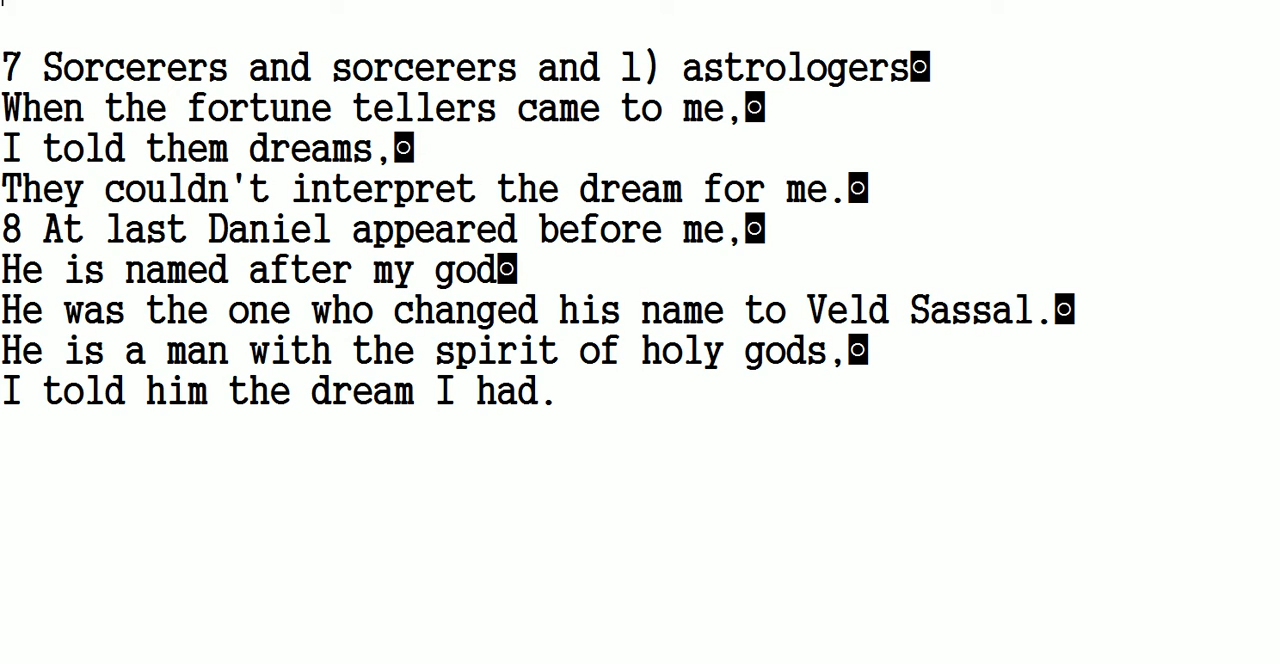 7 Sorcerers and sorcerers and l) astrologers◙
When the fortune tellers came to me,◙
I told them dreams,◙
They couldn't interpret the dream for me.◙
8 At last Daniel appeared before me,◙
He is named after my god◙
He was the one who changed his name to Veld Sassal.◙
He is a man with the spirit of holy gods,◙
I told him the dream I had.